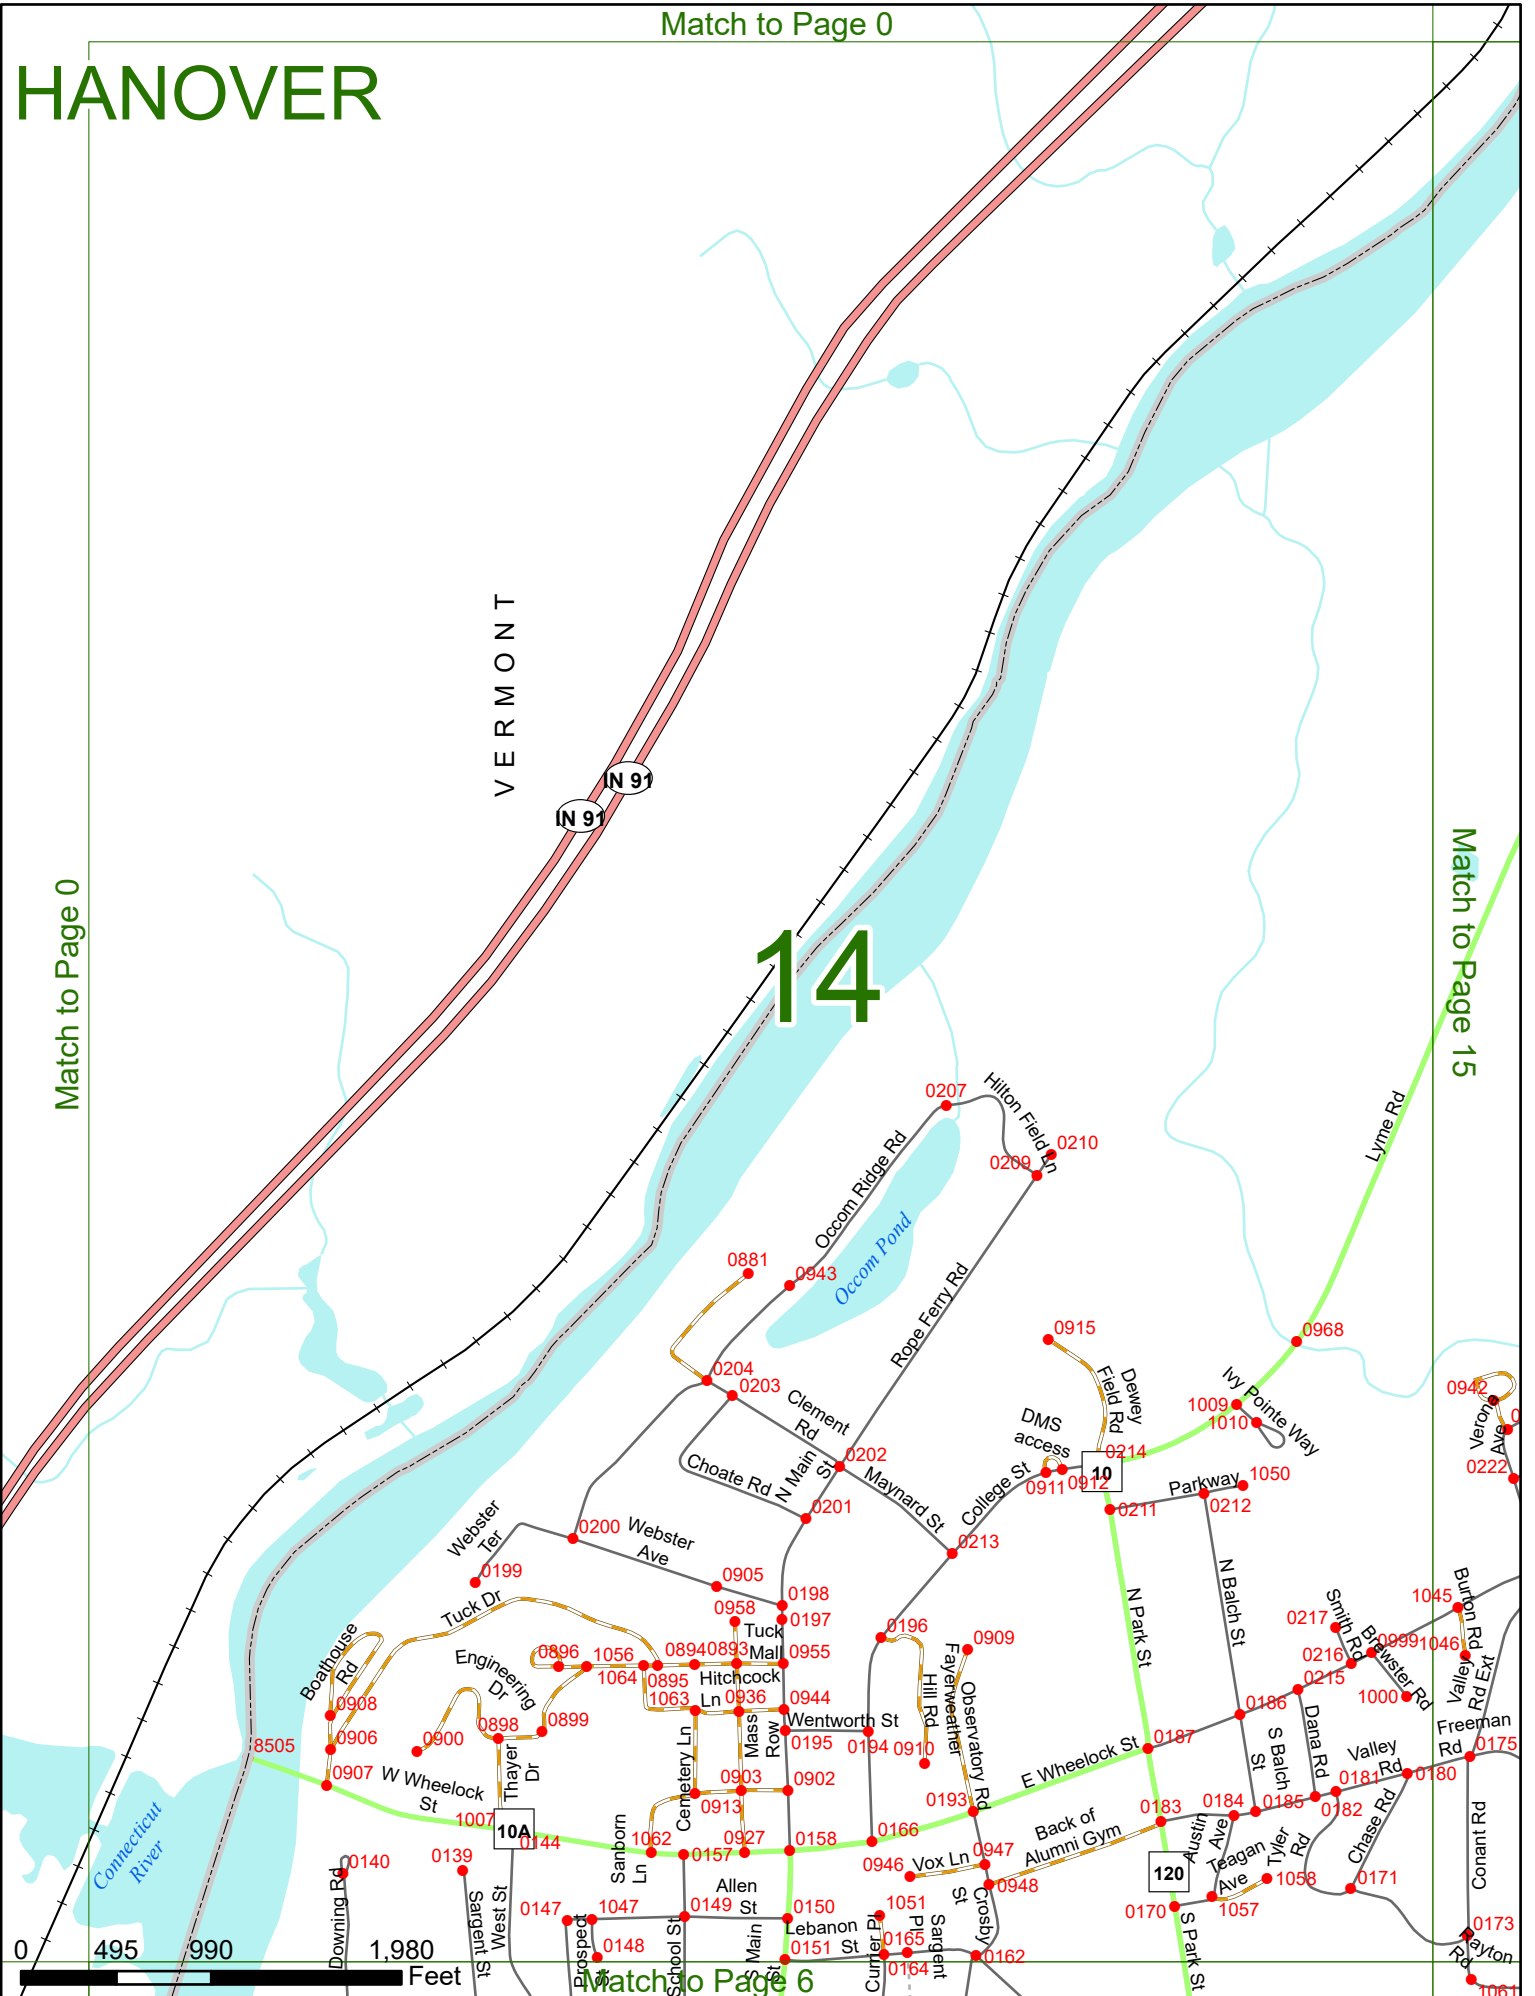 Match to Page 0
HANOVER
VERMONT
IN 91
IN 91
Match to Page 0
Match to Page 15
14
Lyme Rd
0207
Hilton Field Ln
0210
0209
Occom Ridge Rd
Occom Pond
Rope Ferry Rd
0881
0943
0915
0968
0204
0203
Clement
Rd
Dewey
Field Rd
Ivy Pointe Way
1009
1010
0942
Verona
Ave
0222
DMS
access
0214
10
0202
Choate Rd
N Main
St
Maynard St
College St
0911
0912
Parkway
1050
0212
0211
0201
0213
Webster
Ter
0200
Webster
Ave
0199
0905
0198
0197
Tuck Dr
0958
Tuck
Mall
0196
0909
N Park St
N Balch St
0217
Smith Rd
1045
Burton Rd
0999
1046
0216
Brewster Rd
Valley
Rd Ext
Boathouse
Rd
Engineering
Dr
0896
1056
0894
0893
0955
1064
0895
Hitchcock
Ln
1063
0936
0944
Hill Rd
Fayerweather
Observatory Rd
0215
1000
0186
0908
0906
0900
0898
0899
Mass
Row
Wentworth St
0195
0194
0910
0187
Dana Rd
S Balch
St
Freeman
Rd
0175
Valley
Rd
8505
0907
W Wheelock
St
Thayer
Dr
Cemetery Ln
0903
0902
0913
E Wheelock St
0181
0180
0182
0185
0184
0183
0193
1007
10A
0144
Sanborn
Ln
1062
0157
0927
0158
0166
Back of
Alumni Gym
Austin
Ave
Tyler
Rd
Chase Rd
Conant Rd
Connecticut
River
0140
0139
0947
0946
Vox Ln
0948
120
Teagan
Ave
1058
1057
0171
0170
Downing Rd
Sargent St
West St
Allen
St
0147
1047
0149
0150
1051
Crosby
St
0173
Prospect
St
0148
School St
S Main
St
Lebanon
St
0151
Currier Pl
0165
0164
Sargent
Pl
0162
S Park St
Rayton
Rd
1061
0
495
990
1,980
Feet
Match to Page 6